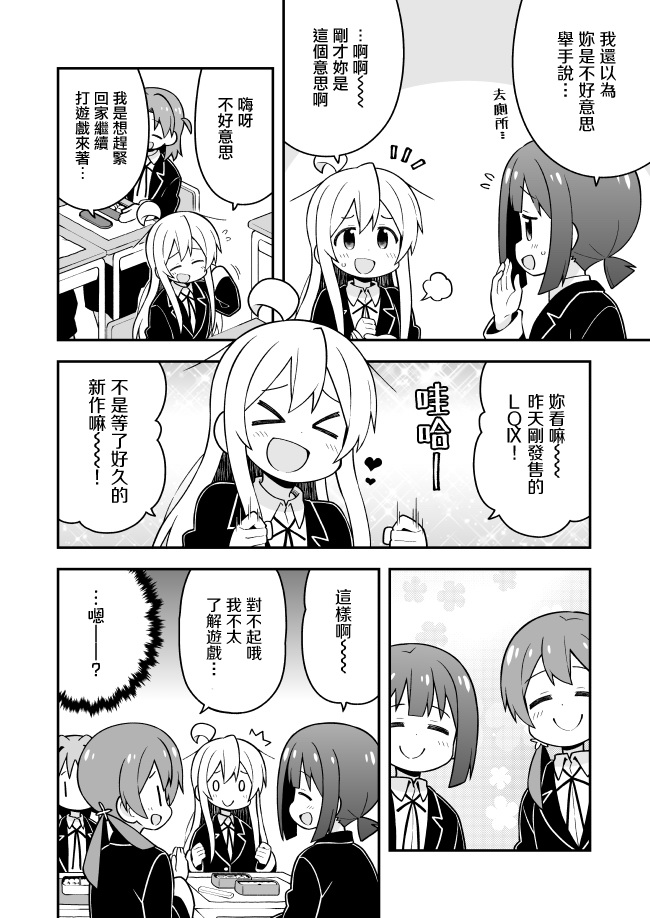 我還以為
妳是不好意思
舉手說…
去廁所…
…啊啊~~
剛才妳是
這個意思啊
嗨呀
不好意思
我是想趕緊
回家繼續
打遊戲來著…
妳看嘛~~
昨天剛發售的
LQⅨ！
哇哈ー
不是等了好久的
新作嘛~~！
這樣啊~~
對不起哦
我不太
了解遊戲…
…嗯──？